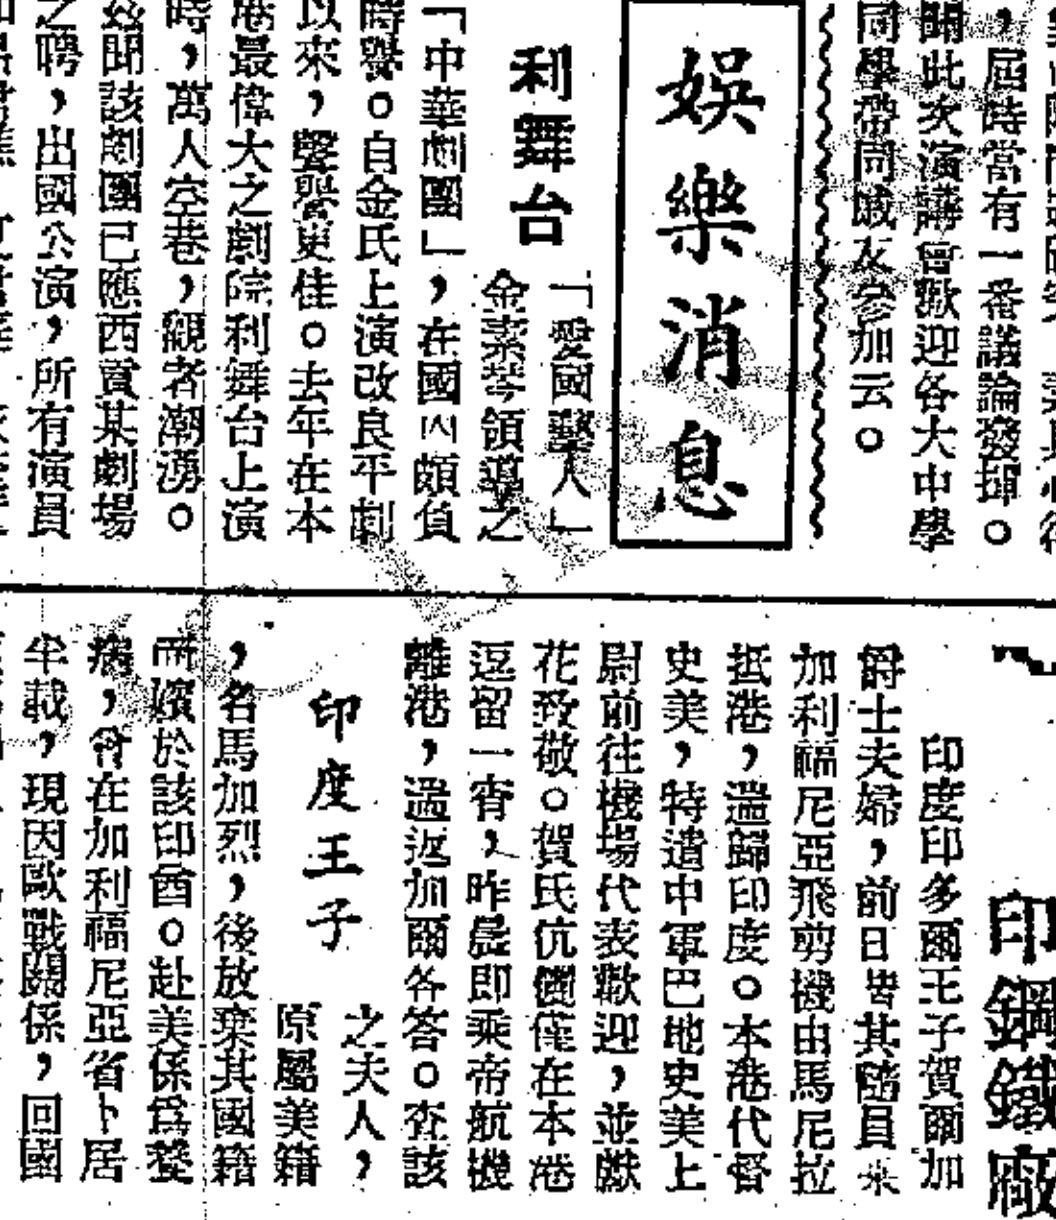 ，屆時當有一番議論發揮。
聞此次演講會歡迎各大中學
同學帶同戚友參加云。
娛樂消息
利舞台
「愛國藝人」
金素琴領導之
「中華劇團」，在國內頗負
時譽。自金氏上演改良平劇
以來，聲譽更佳。去年在本
港最偉大之劇院利舞台上演
時，萬人空巷，觀者潮湧。
茲聞該劇團已應西貢某劇場
之聘，出國公演，所有演員
印鋼鐵廠
印度印多爾王子賀爾加
爵士夫婦，前日皆其隨員乘
加利福尼亞飛剪機由馬尼拉
抵港，遄歸印度。本港代督
史美，特遣中軍巴地史美上
尉前往機場代表歡迎，並獻
花致敬。賀氏伉儷僅在本港
逗留一宵，昨晨即乘帝航機
離港，遄返加爾各答。查該
印度王子
之夫人，
原屬美籍
，名馬加烈，後放棄其國籍
而嬪於該印酋。赴美係為養
病，曾在加利福尼亞省卜居
半載，現因歐戰關係，回國